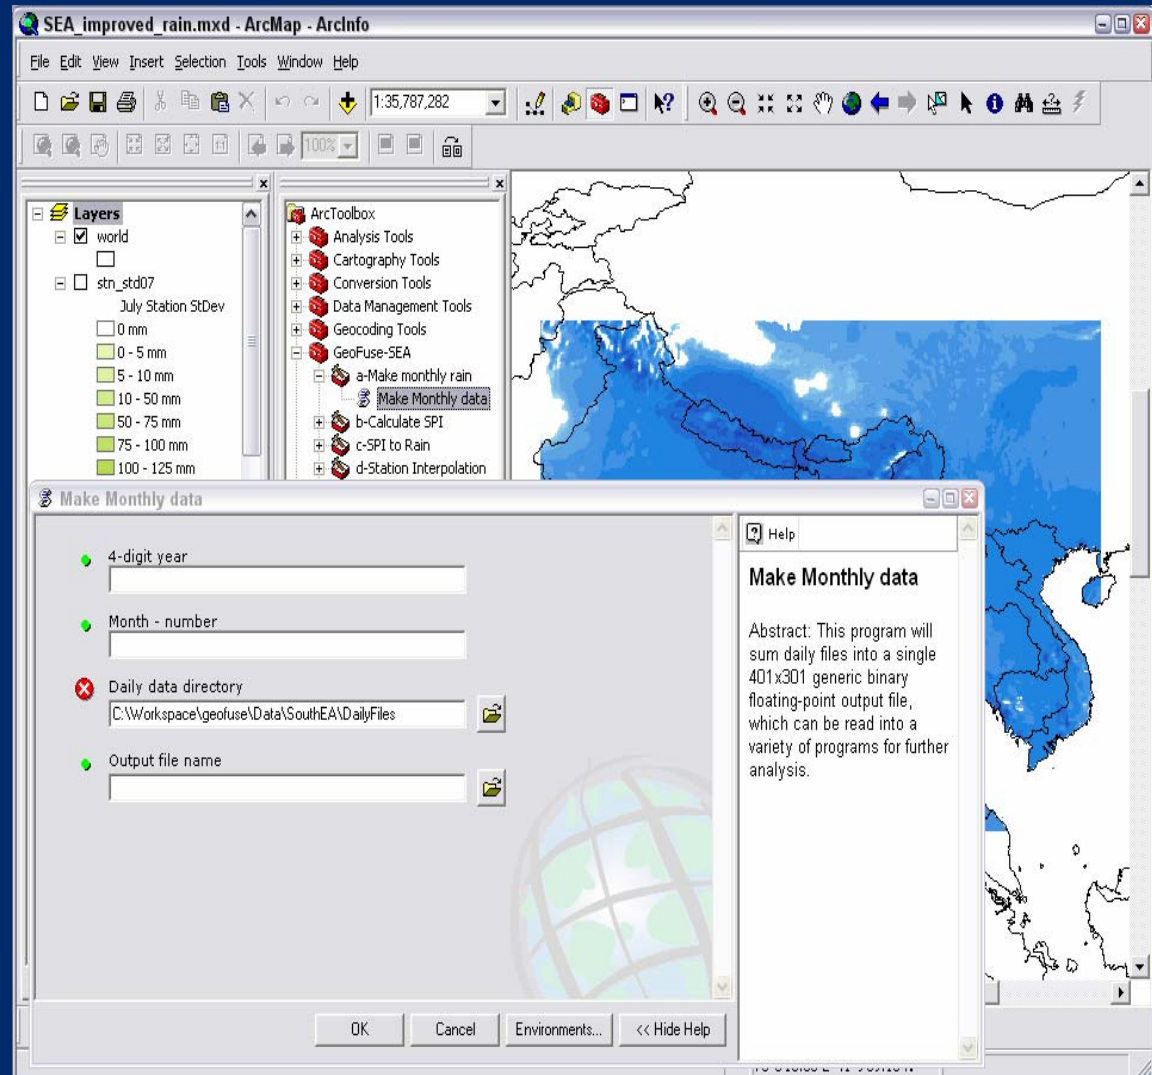 SEA_improved_rain.mxd - ArcMap - ArcInfo
File Edit View Insert Selection Tools Window Help
1:35,787,282
100%
Layers
world
stn_std07
July Station StDev
0 mm
0 - 5 mm
5 - 10 mm
10 - 50 mm
50 - 75 mm
75 - 100 mm
100 - 125 mm
ArcToolbox
Analysis Tools
Cartography Tools
Conversion Tools
Data Management Tools
Geocoding Tools
GeoFuse-SEA
a-Make monthly rain
Make Monthly data
b-Calculate SPI
c-SPI to Rain
d-Station Interpolation
Make Monthly data
4-digit year
Month - number
Daily data directory
C:\Workspace\geofuse\Data\SouthEA\DailyFiles
Output file name
OK Cancel Environments... << Hide Help
Help
Make Monthly data
Abstract: This program will
sum daily files into a single
401x301 generic binary
floating-point output file,
which can be read into a
variety of programs for further
analysis.